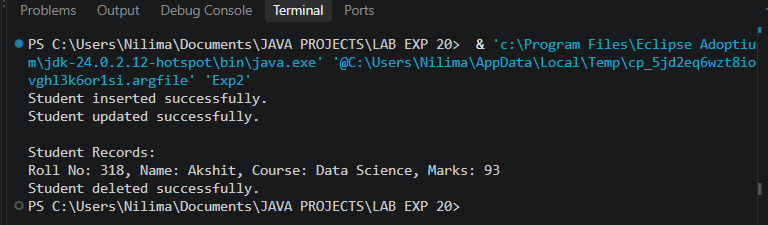 Problems Output Debug Console Terminal Ports
PS C:\Users\Nilima\Documents\JAVA PROJECTS\LAB EXP 20>  & 'c:\Program Files\Eclipse Adoptiu
m\jdk-24.0.2.12-hotspot\bin\java.exe' '@C:\Users\Nilima\AppData\Local\Temp\cp_5jd2eq6wzt8io
vghl3k6or1si.argfile' 'Exp2'
Student inserted successfully.
Student updated successfully.
Student Records:
Roll No: 318, Name: Akshit, Course: Data Science, Marks: 93
Student deleted successfully.
PS C:\Users\Nilima\Documents\JAVA PROJECTS\LAB EXP 20>